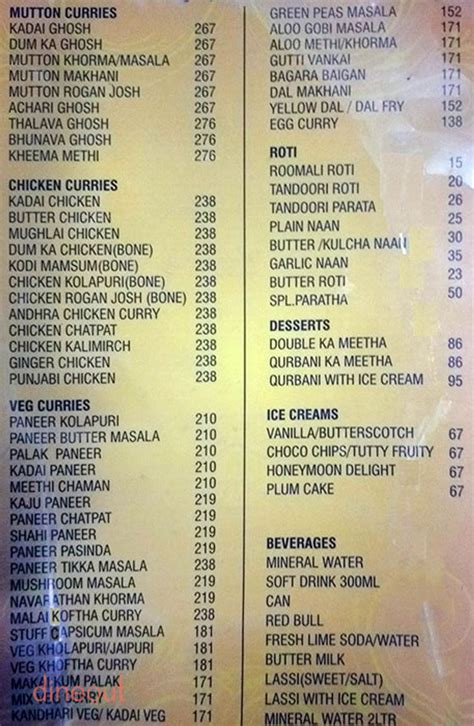 MUTTON CURRIES
KADAI GHOSH 267
DUM KA GHOSH 267
MUTTON KHORMA/MASALA 267
MUTTON MAKHANI 267
MUTTON ROGAN JOSH 267
ACHARI GHOSH 267
THALAVA GHOSH 276
BHUNAVA GHOSH 276
KHEEMA METHI 276
CHICKEN CURRIES
KADAI CHICKEN 238
BUTTER CHICKEN 238
MUGHLAI CHICKEN 238
DUM KA CHICKEN(BONE) 238
KODI MAMSUM(BONE) 238
CHICKEN KOLAPURI(BONE) 238
CHICKEN ROGAN JOSH (BONE) 238
ANDHRA CHICKEN CURRY 238
CHICKEN CHATPAT 238
CHICKEN KALIMIRCH 238
GINGER CHICKEN 238
PUNJABI CHICKEN 238
VEG CURRIES
PANEER KOLAPURI 210
PANEER BUTTER MASALA 210
PALAK PANEER 210
KADAI PANEER 210
MEETHI CHAMAN 210
KAJU PANEER 219
PANEER CHATPAT 219
SHAHI PANEER 219
PANEER PASINDA 219
PANEER TIKKA MASALA 238
MUSHROOM MASALA 219
NAVARATHAN KHORMA 219
MALAI KOFTHA CURRY 238
STUFF CAPSICUM MASALA 181
VEG KHOLAPURI/JAIPURI 181
VEG KHOFTHA CURRY 181
MAKAI KUM PALAK 171
MIX VEG CURRY 171
KANDHARI VEG/ KADAI VEG 171
GREEN PEAS MASALA 152
ALOO GOBI MASALA 171
ALOO METHI/KHORMA 171
GUTTI VANKAI 171
BAGARA BAIGAN 171
DAL MAKHANI 171
YELLOW DAL / DAL FRY 152
EGG CURRY 138
ROTI
ROOMALI ROTI 15
TANDOORI ROTI 20
TANDOORI PARATA 26
PLAIN NAAN 25
BUTTER /KULCHA NAAN 30
GARLIC NAAN 35
BUTTER ROTI 23
SPL.PARATHA 50
DESSERTS
DOUBLE KA MEETHA 86
QURBANI KA MEETHA 86
QURBANI WITH ICE CREAM 95
ICE CREAMS
VANILLA/BUTTERSCOTCH 67
CHOCO CHIPS/TUTTY FRUITY 67
HONEYMOON DELIGHT 67
PLUM CAKE 67
BEVERAGES
MINERAL WATER
SOFT DRINK 300ML
CAN
RED BULL
FRESH LIME SODA/WATER
BUTTER MILK
LASSI(SWEET/SALT)
LASSI WITH ICE CREAM
MINERAL WATER 2LTR